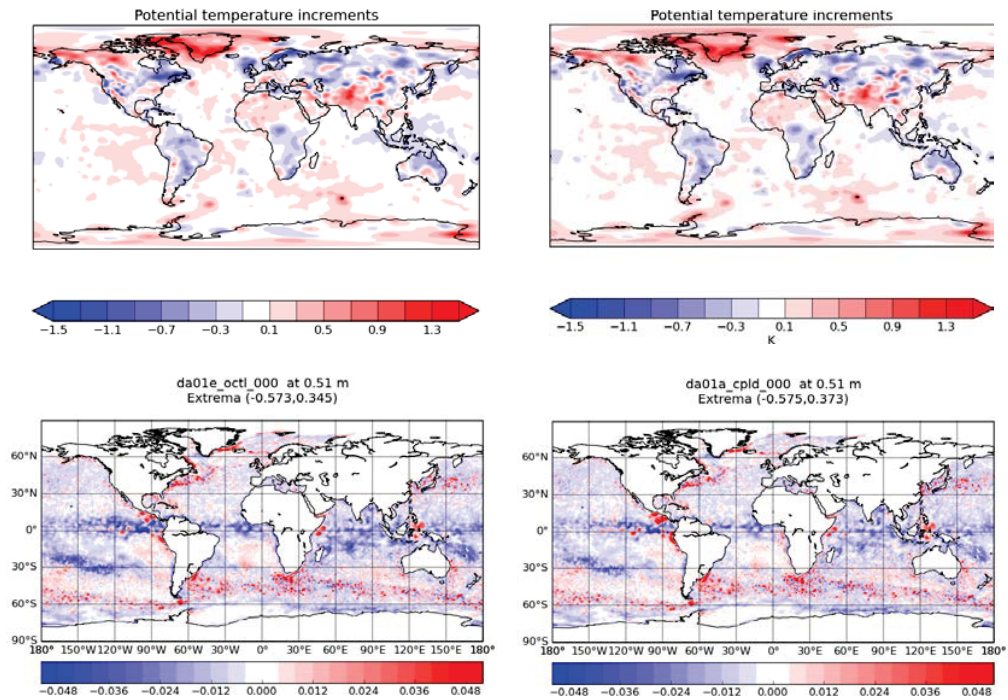 Potential temperature increments
Potential temperature increments
−1.5 −1.1 −0.7 −0.3 0.1 0.5 0.9 1.3
−1.5 −1.1 −0.7 −0.3 0.1 0.5 0.9 1.3
K
da01e_octl_000 at 0.51 m
Extrema (-0.573,0.345)
da01a_cpld_000 at 0.51 m
Extrema (-0.575,0.373)
60°N
30°N
0°
30°S
60°S
90°S
180° 150°W 120°W 90°W 60°W 30°W 0° 30°E 60°E 90°E 120°E 150°E 180°
60°N
30°N
0°
30°S
60°S
90°S
180° 150°W 120°W 90°W 60°W 30°W 0° 30°E 60°E 90°E 120°E 150°E 180°
−0.048 −0.036 −0.024 −0.012 0.000 0.012 0.024 0.036 0.048
−0.048 −0.036 −0.024 −0.012 0.000 0.012 0.024 0.036 0.048